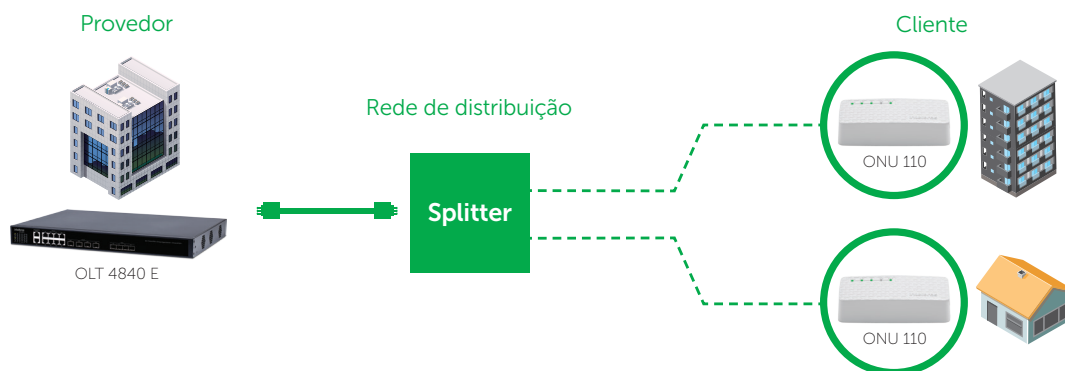 Provedor
Cliente
Rede de distribuição
Splitter
OLT 4840 E
ONU 110
ONU 110